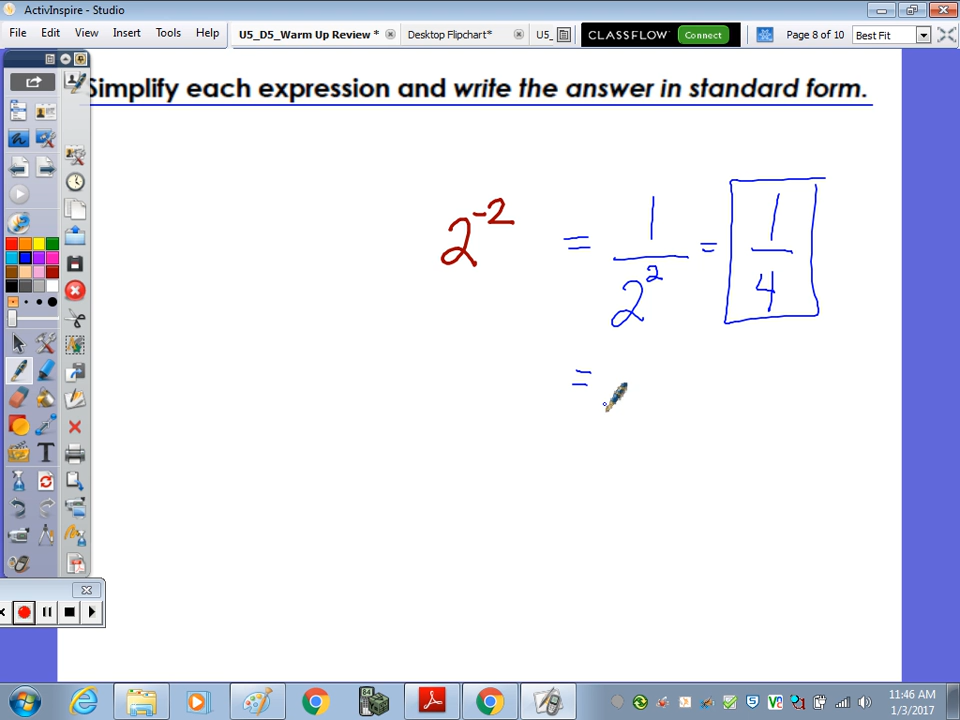 ActivInspire - Studio
File Edit View Insert Tools Help U5_D5_Warm Up Review * Desktop Flipchart* U5_ CLASSFLOW Connect Page 8 of 10 Best Fit
Simplify each expression and write the answer in standard form.
2⁻² = 1/2² = 1/4
=
T
84
11:46 AM
1/3/2017